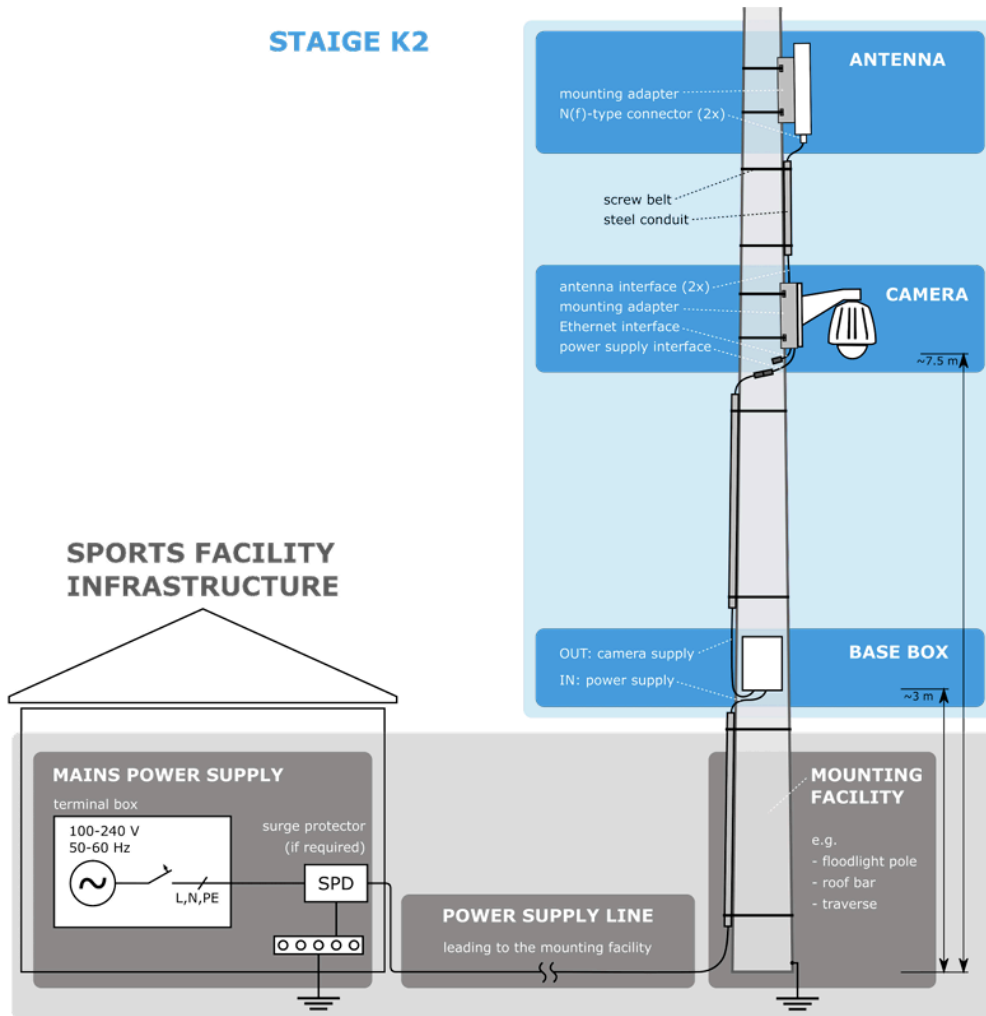 STAIGE K2
ANTENNA
mounting adapter
N(f)-type connector (2x)
screw belt
steel conduit
antenna interface (2x)
CAMERA
mounting adapter
Ethernet interface
power supply interface
~7.5 m
SPORTS FACILITY
INFRASTRUCTURE
BASE BOX
OUT: camera supply
IN: power supply
~3 m
MAINS POWER SUPPLY
terminal box
100-240 V
50-60 Hz
L,N,PE
surge protector
(if required)
SPD
POWER SUPPLY LINE
leading to the mounting facility
MOUNTING
FACILITY
e.g.
- floodlight pole
- roof bar
- traverse